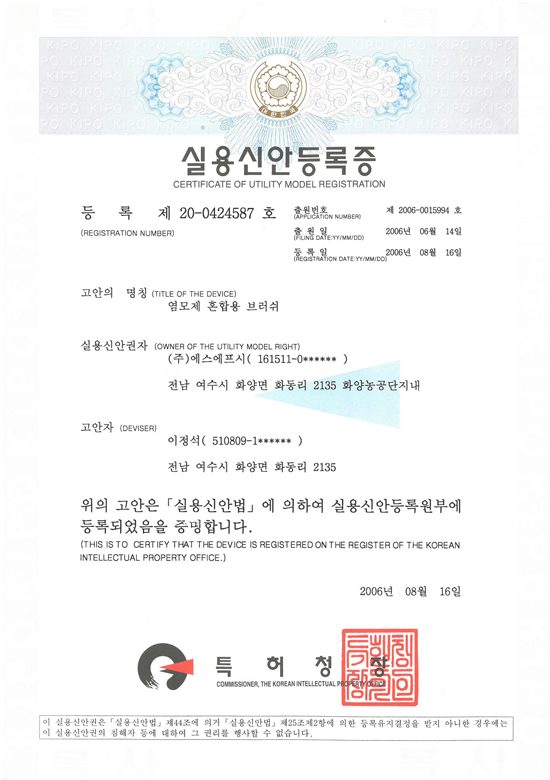 대한민국
실용신안등록증
CERTIFICATE OF UTILITY MODEL REGISTRATION
등 록 제 20-0424587 호
(REGISTRATION NUMBER)
출원번호 제 2006-0015994 호
(APPLICATION NUMBER)
출 원 일 2006년 06월 14일
(FILING DATE:YY/MM/DD)
등 록 일 2006년 08월 16일
(REGISTRATION DATE:YY/MM/DD)
고안의 명칭 (TITLE OF THE DEVICE)
염모제 혼합용 브러쉬
실용신안권자 (OWNER OF THE UTILITY MODEL RIGHT)
(주)에스에프시( 161511-0****** )
전남 여수시 화양면 화동리 2135 화양농공단지내
고안자 (DEVISER)
이정석( 510809-1****** )
전남 여수시 화양면 화동리 2135
위의 고안은 「실용신안법」에 의하여 실용신안등록원부에
등록되었음을 증명합니다.
(THIS IS TO CERTIFY THAT THE DEVICE IS REGISTERED ON THE REGISTER OF THE KOREAN
INTELLECTUAL PROPERTY OFFICE.)
2006년 08월 16일
특 허 청 장
COMMISSIONER, THE KOREAN INTELLECTUAL PROPERTY OFFICE
이 실용신안권은 「실용신안법」 제44조에 의거 「실용신안법」 제25조제2항에 의한 등록유지결정을 받지 아니한 경우에는
이 실용신안권의 침해자 등에 대하여 그 권리를 행사할 수 없습니다.